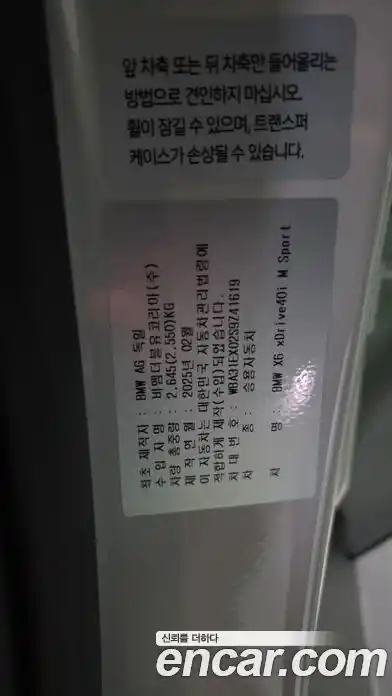 앞 차축 또는 뒤 차축만 들어올리는
방법으로 견인하지 마십시오.
휠이 잠길 수 있으며, 트랜스퍼
케이스가 손상될 수 있습니다.
최초 제작자 : BMW AG 독일
수 입 자 명 : 비엠더블유코리아(주)
차량 총중량 : 2,645(2,550)KG
제 작 연 월 : 2025년 02월
이 자동차는 대한민국 자동차관리법령에
적합하게 제작(수입)되었습니다.
차 대 번 호 : WBA31EX02S9Z41619
차 종 : 승용자동차
차 명 : BMW X6 xDrive40i M Sport
신뢰를 더하다
encar.com